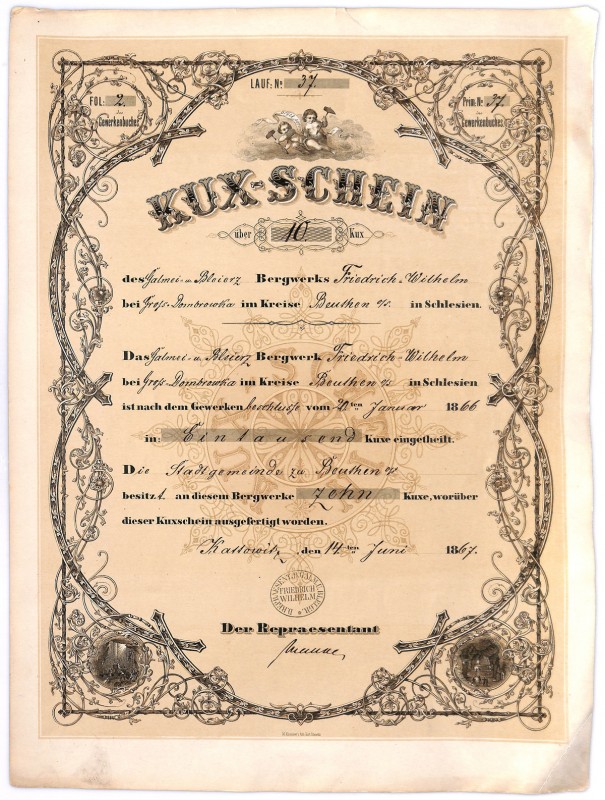 LAUF: № 37
FOL: 2.
des
Gewerkenbuches.
Prim: № 37
des
Gewerkenbuches.
KUX-SCHEIN
über 10. Kux
des Galmei- u. Bleierz Bergwerks Friedrich-Wilhelm
bei Groß-Dombrowka im Kreise Beuthen o/s. in Schlesien.
Das Galmei- u. Bleierz Bergwerk Friedrich-Wilhelm
bei Groß-Dombrowka im Kreise Beuthen o/s in Schlesien
ist nach dem Gewerken beschlusse vom Januar 1866
in: Eintausend Kuxe eingetheilt.
Die Stadtgemeinde zu Beuthen o/s
besitzt. an diesem Bergwerke zehn Kuxe, worüber
dieser Kuxschein ausgefertigt worden.
Kattowitz, den 14ten Juni 1867.
FRIEDRICH
WILHELM
Der Repraesentant